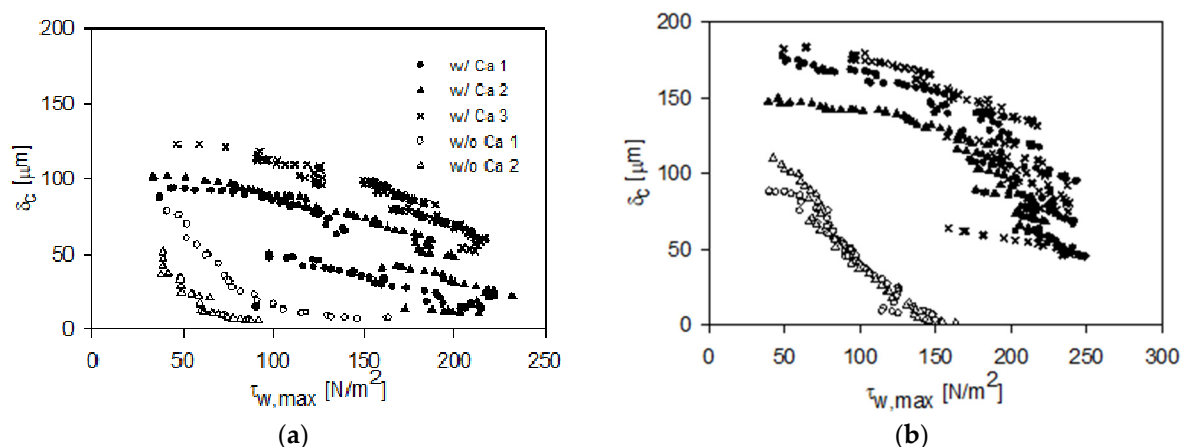 200
150
100
50
0
δc [μm]
w/ Ca 1
w/ Ca 2
w/ Ca 3
w/o Ca 1
w/o Ca 2
0 50 100 150 200 250
τw,max [N/m2]
(a)
200
150
100
50
0
δc [μm]
0 50 100 150 200 250 300
τw,max [N/m2]
(b)